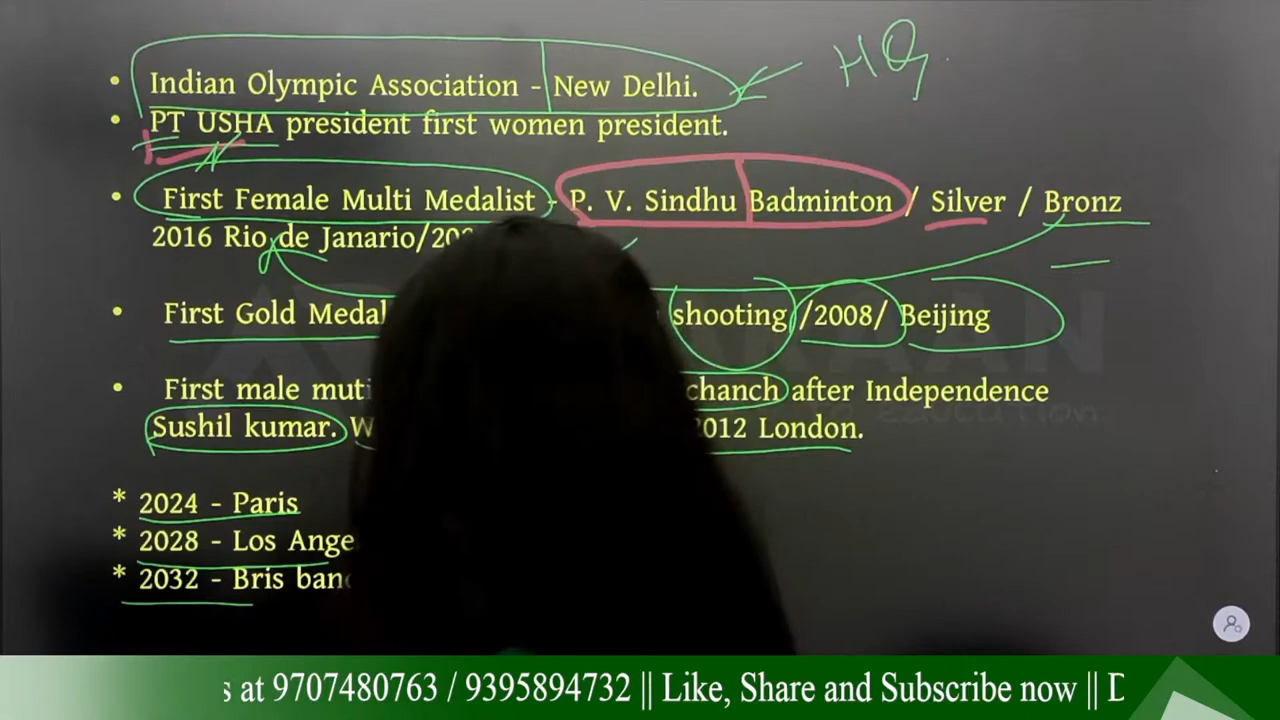 • Indian Olympic Association - New Delhi.
HQ
• PT USHA president first women president.
• First Female Multi Medalist - P. V. Sindhu Badminton / Silver / Bronz
2016 Rio de Janario/20
• First Gold Medal shooting /2008/ Beijing
• First male muti chanch after Independence
Sushil kumar. W 2012 London.
* 2024 - Paris
* 2028 - Los Ange
* 2032 - Bris ban
s at 9707480763 / 9395894732 || Like, Share and Subscribe now || D